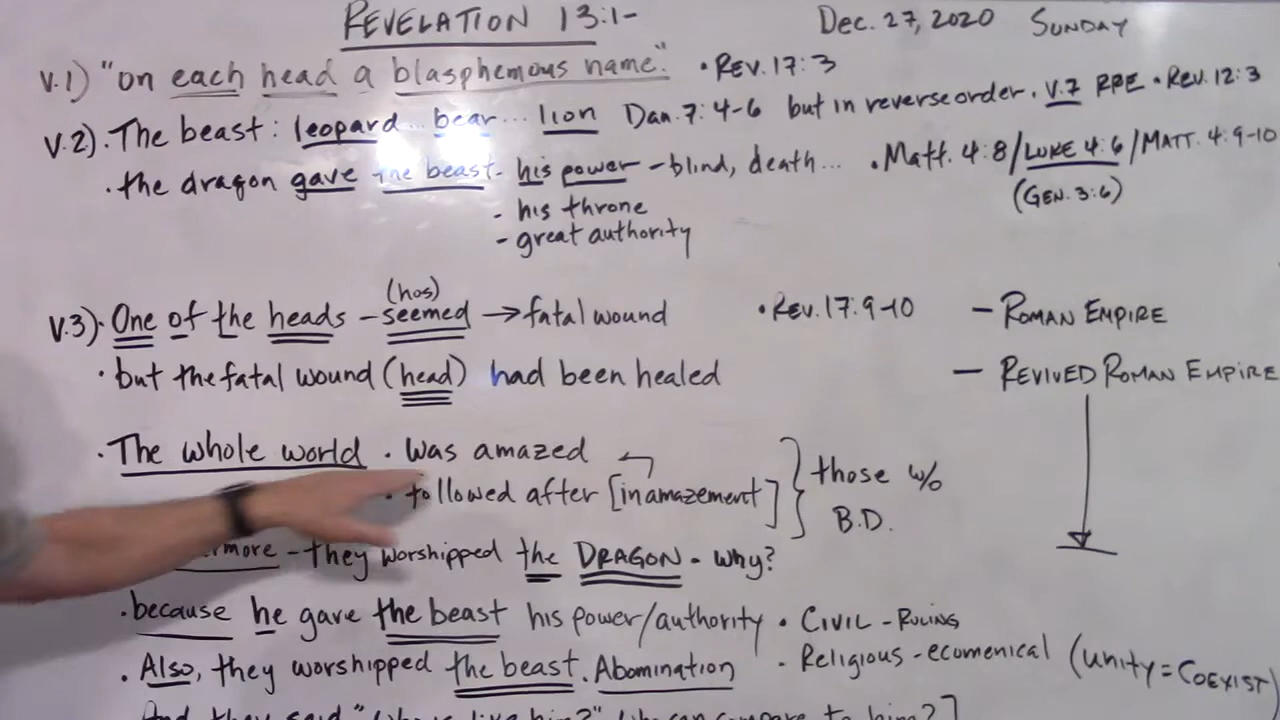 REVELATION 13:1- Dec. 27, 2020 SUNDAY
V.1) "on each head a blasphemous name." • REV. 17:3
V.2) • The beast: leopard... bear... lion Dan. 7:4-6 but in reverse order. V.7 RRE • Rev. 12:3
• the dragon gave the beast - his power - blind, death... • Matt. 4:8/LUKE 4:6/MATT. 4:9-10
(GEN. 3:6)
- his throne
- great authority
(hos)
V.3) • One of the heads - seemed → fatal wound • Rev. 17:9-10 - ROMAN EMPIRE
• but the fatal wound (head) had been healed - REVIVED ROMAN EMPIRE
• The whole world • was amazed
• followed after [in amazement] } those w/
B.D.
they worshipped the DRAGON - why?
• because he gave the beast his power/authority • CIVIL - RULING
• Also, they worshipped the beast. Abomination • Religious - ecumenical (unity = COEXIST)
And they said